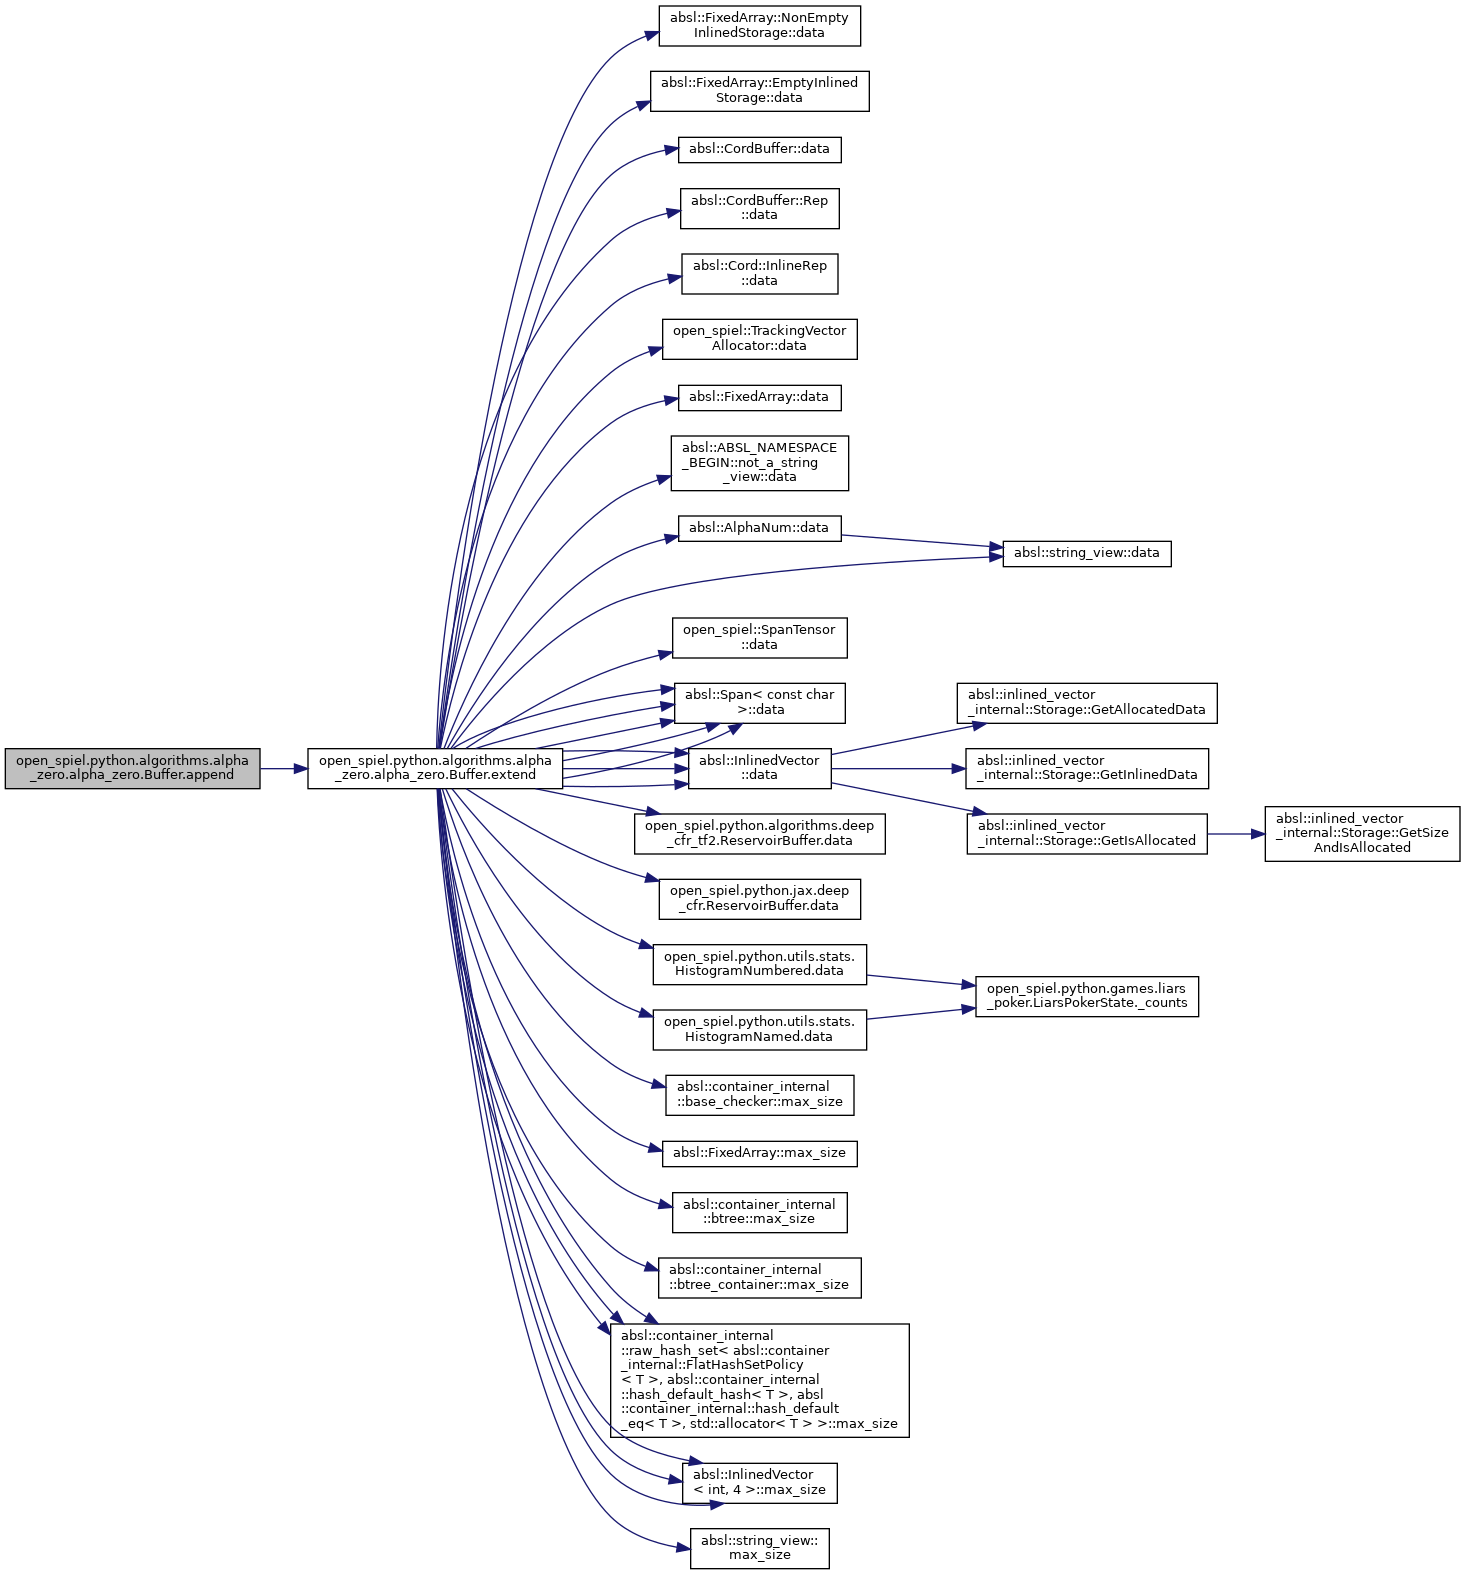 open_spiel.python.algorithms.alpha
_zero.alpha_zero.Buffer.append
open_spiel.python.algorithms.alpha
_zero.alpha_zero.Buffer.extend
absl::FixedArray::NonEmpty
InlinedStorage::data
absl::FixedArray::EmptyInlined
Storage::data
absl::CordBuffer::data
absl::CordBuffer::Rep
::data
absl::Cord::InlineRep
::data
open_spiel::TrackingVector
Allocator::data
absl::FixedArray::data
absl::ABSL_NAMESPACE
_BEGIN::not_a_string
_view::data
absl::AlphaNum::data
absl::string_view::data
open_spiel::SpanTensor
::data
absl::Span< const char
>::data
absl::InlinedVector
::data
absl::inlined_vector
_internal::Storage::GetAllocatedData
absl::inlined_vector
_internal::Storage::GetInlinedData
absl::inlined_vector
_internal::Storage::GetIsAllocated
absl::inlined_vector
_internal::Storage::GetSize
AndIsAllocated
open_spiel.python.algorithms.deep
_cfr_tf2.ReservoirBuffer.data
open_spiel.python.jax.deep
_cfr.ReservoirBuffer.data
open_spiel.python.utils.stats.
HistogramNumbered.data
open_spiel.python.utils.stats.
HistogramNamed.data
open_spiel.python.games.liars
_poker.LiarsPokerState._counts
absl::container_internal
::base_checker::max_size
absl::FixedArray::max_size
absl::container_internal
::btree::max_size
absl::container_internal
::btree_container::max_size
absl::container_internal
::raw_hash_set< absl::container
_internal::FlatHashSetPolicy
< T >, absl::container_internal
::hash_default_hash< T >, absl
::container_internal::hash_default
_eq< T >, std::allocator< T > >::max_size
absl::InlinedVector
< int, 4 >::max_size
absl::string_view::
max_size